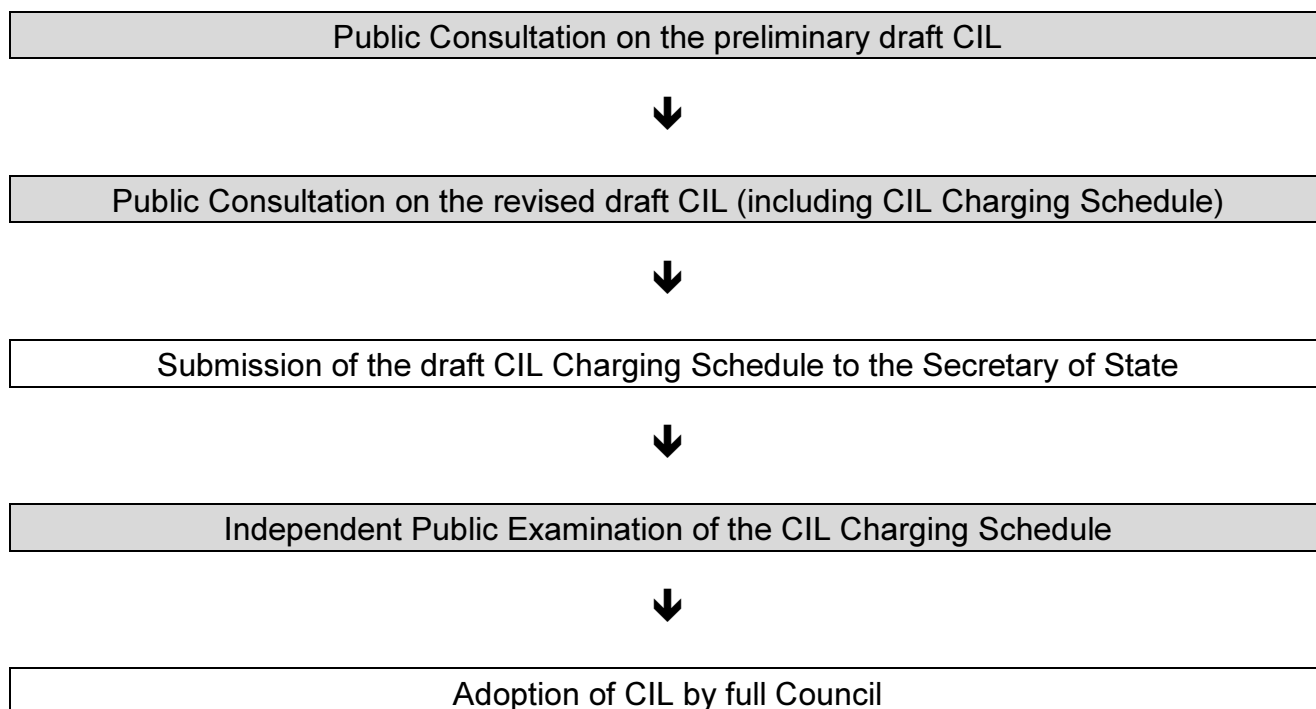 Public Consultation on the preliminary draft CIL
Public Consultation on the revised draft CIL (including CIL Charging Schedule)
Submission of the draft CIL Charging Schedule to the Secretary of State
Independent Public Examination of the CIL Charging Schedule
Adoption of CIL by full Council